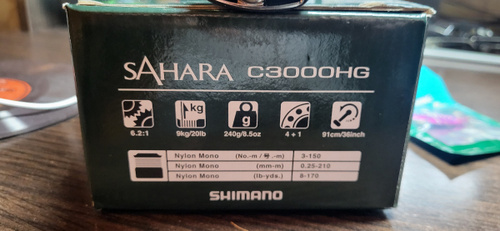 SAHARA C3000HG
kg
g
6.2:1 9kg/20lb 240g/8.5oz 4 + 1 91cm/36inch
Nylon Mono (No.-m / 号.-m) 3-150
Nylon Mono (mm-m) 0.25-210
Nylon Mono (lb-yds.) 8-170
SHIMANO